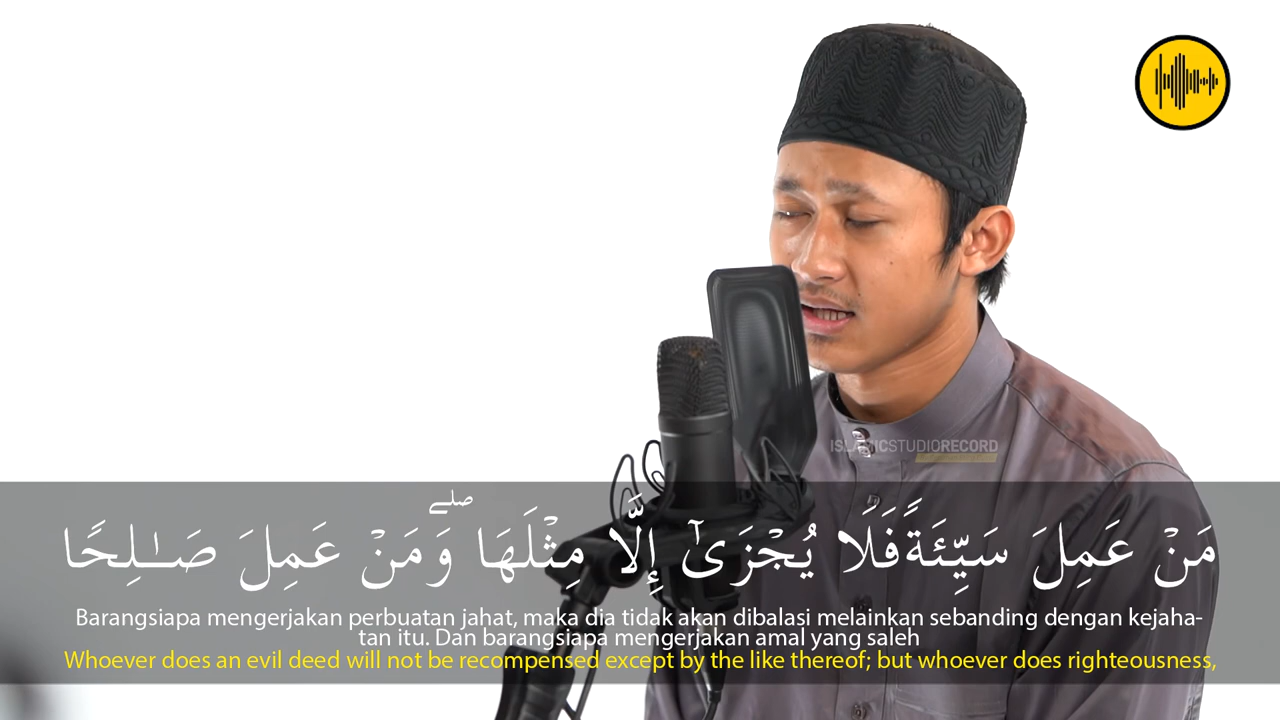 ISLAMICSTUDIORECORD
مَنْ عَمِلَ سَيِّئَةً فَلَا يُجْزَىٰٓ إِلَّا مِثْلَهَا ۖ وَمَنْ عَمِلَ صَـٰلِحًا
Barangsiapa mengerjakan perbuatan jahat, maka dia tidak akan dibalasi melainkan sebanding dengan kejaha-
tan itu. Dan barangsiapa mengerjakan amal yang saleh
Whoever does an evil deed will not be recompensed except by the like thereof; but whoever does righteousness,